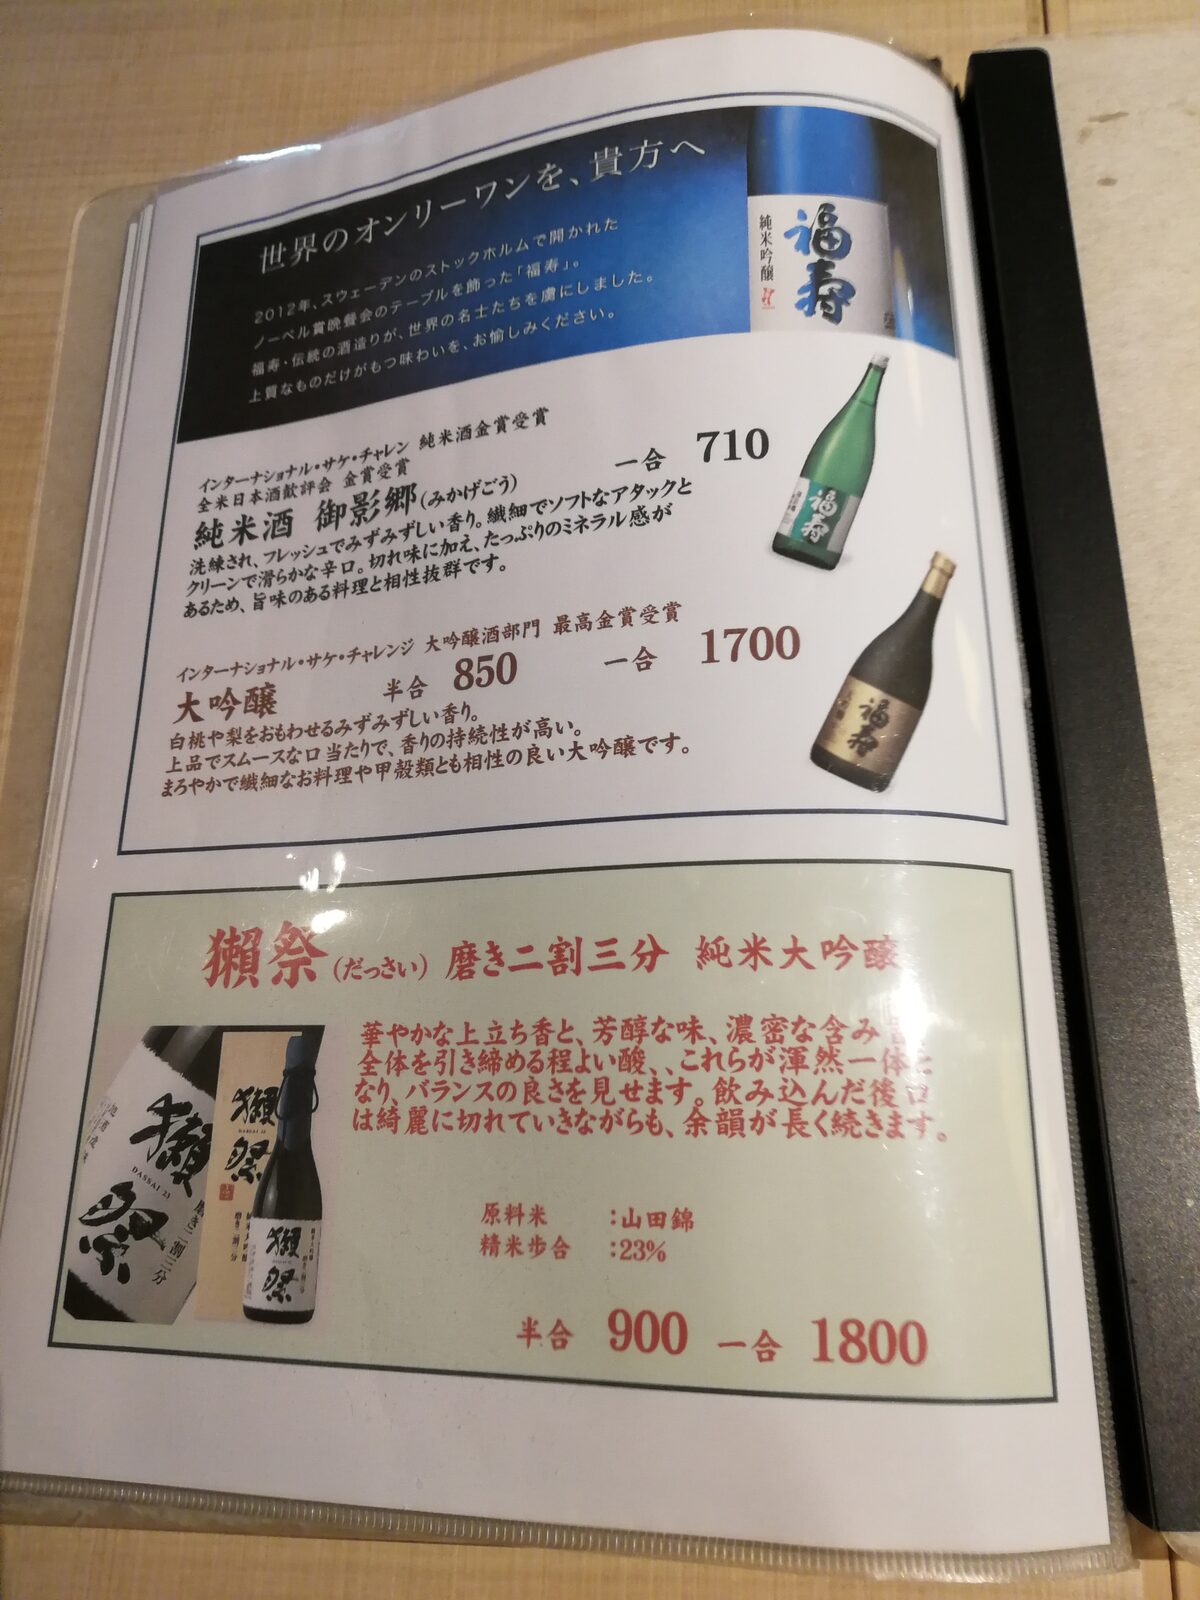 世界のオンリーワンを、貴方へ
2012年、スウェーデンのストックホルムで開かれた
ノーベル賞晩餐会のテーブルを飾った「福寿」。
福寿・伝統の酒造りが、世界の名士たちを虜にしました。
上質なものだけがもつ味わいを、お愉しみください。
福寿
純米吟醸
インターナショナル・サケ・チャレン 純米酒金賞受賞
全米日本酒歓評会 金賞受賞
純米酒 御影郷(みかげごう) 一合 710
洗練され、フレッシュでみずみずしい香り。繊細でソフトなアタックと
クリーンで滑らかな辛口。切れ味に加え、たっぷりのミネラル感が
あるため、旨味のある料理と相性抜群です。
福寿
インターナショナル・サケ・チャレンジ 大吟醸酒部門 最高金賞受賞
大吟醸 半合 850 一合 1700
白桃や梨をおもわせるみずみずしい香り。
上品でスムースな口当たりで、香りの持続性が高い。
まろやかで繊細なお料理や甲殻類とも相性の良い大吟醸です。
福寿
獺祭(だっさい) 磨き二割三分 純米大吟醸
華やかな上立ち香と、芳醇な味、濃密な含み
全体を引き締める程よい酸、、これらが渾然一体と
なり、バランスの良さを見せます。飲み込んだ後口
は綺麗に切れていきながらも、余韻が長く続きます。
獺祭
DASSAI 23
磨き二割三分
獺祭
DASSAI 23
磨き二割三分
獺祭
原料米 :山田錦
精米歩合 :23%
半合 900 一合 1800